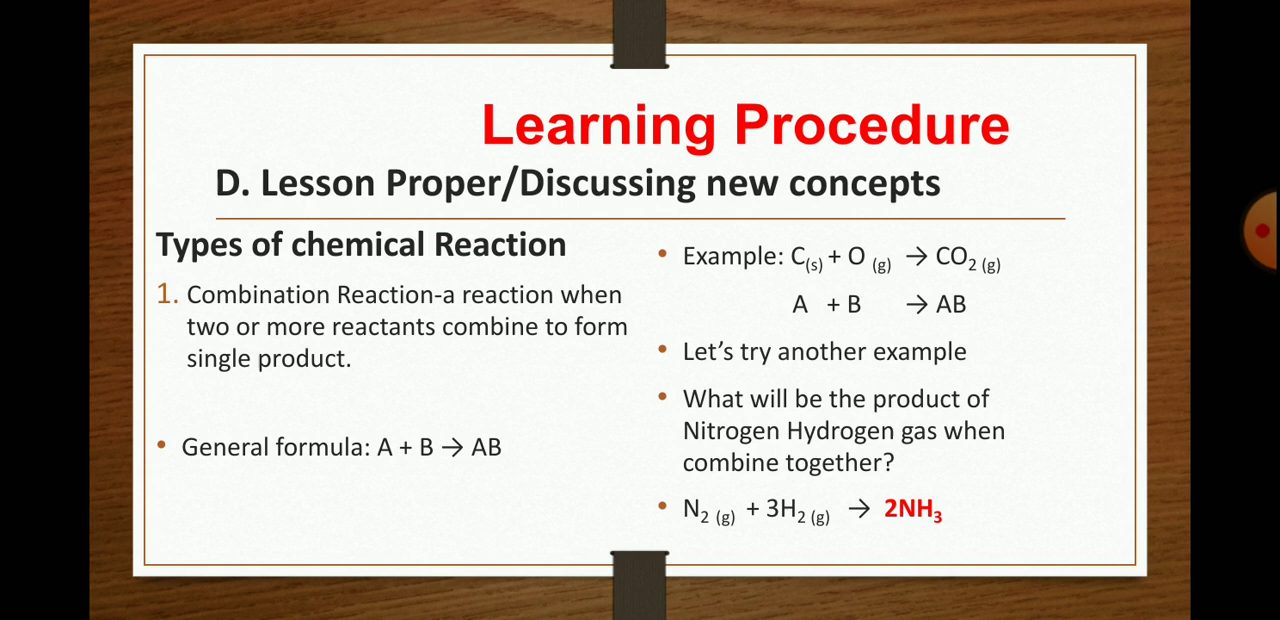 Learning Procedure
D. Lesson Proper/Discussing new concepts
Types of chemical Reaction
1. Combination Reaction-a reaction when
two or more reactants combine to form
single product.
• General formula: A + B → AB
• Example: C(s) + O (g) → CO2 (g)
A + B → AB
• Let’s try another example
• What will be the product of
Nitrogen Hydrogen gas when
combine together?
• N2 (g) + 3H2 (g) → 2NH3